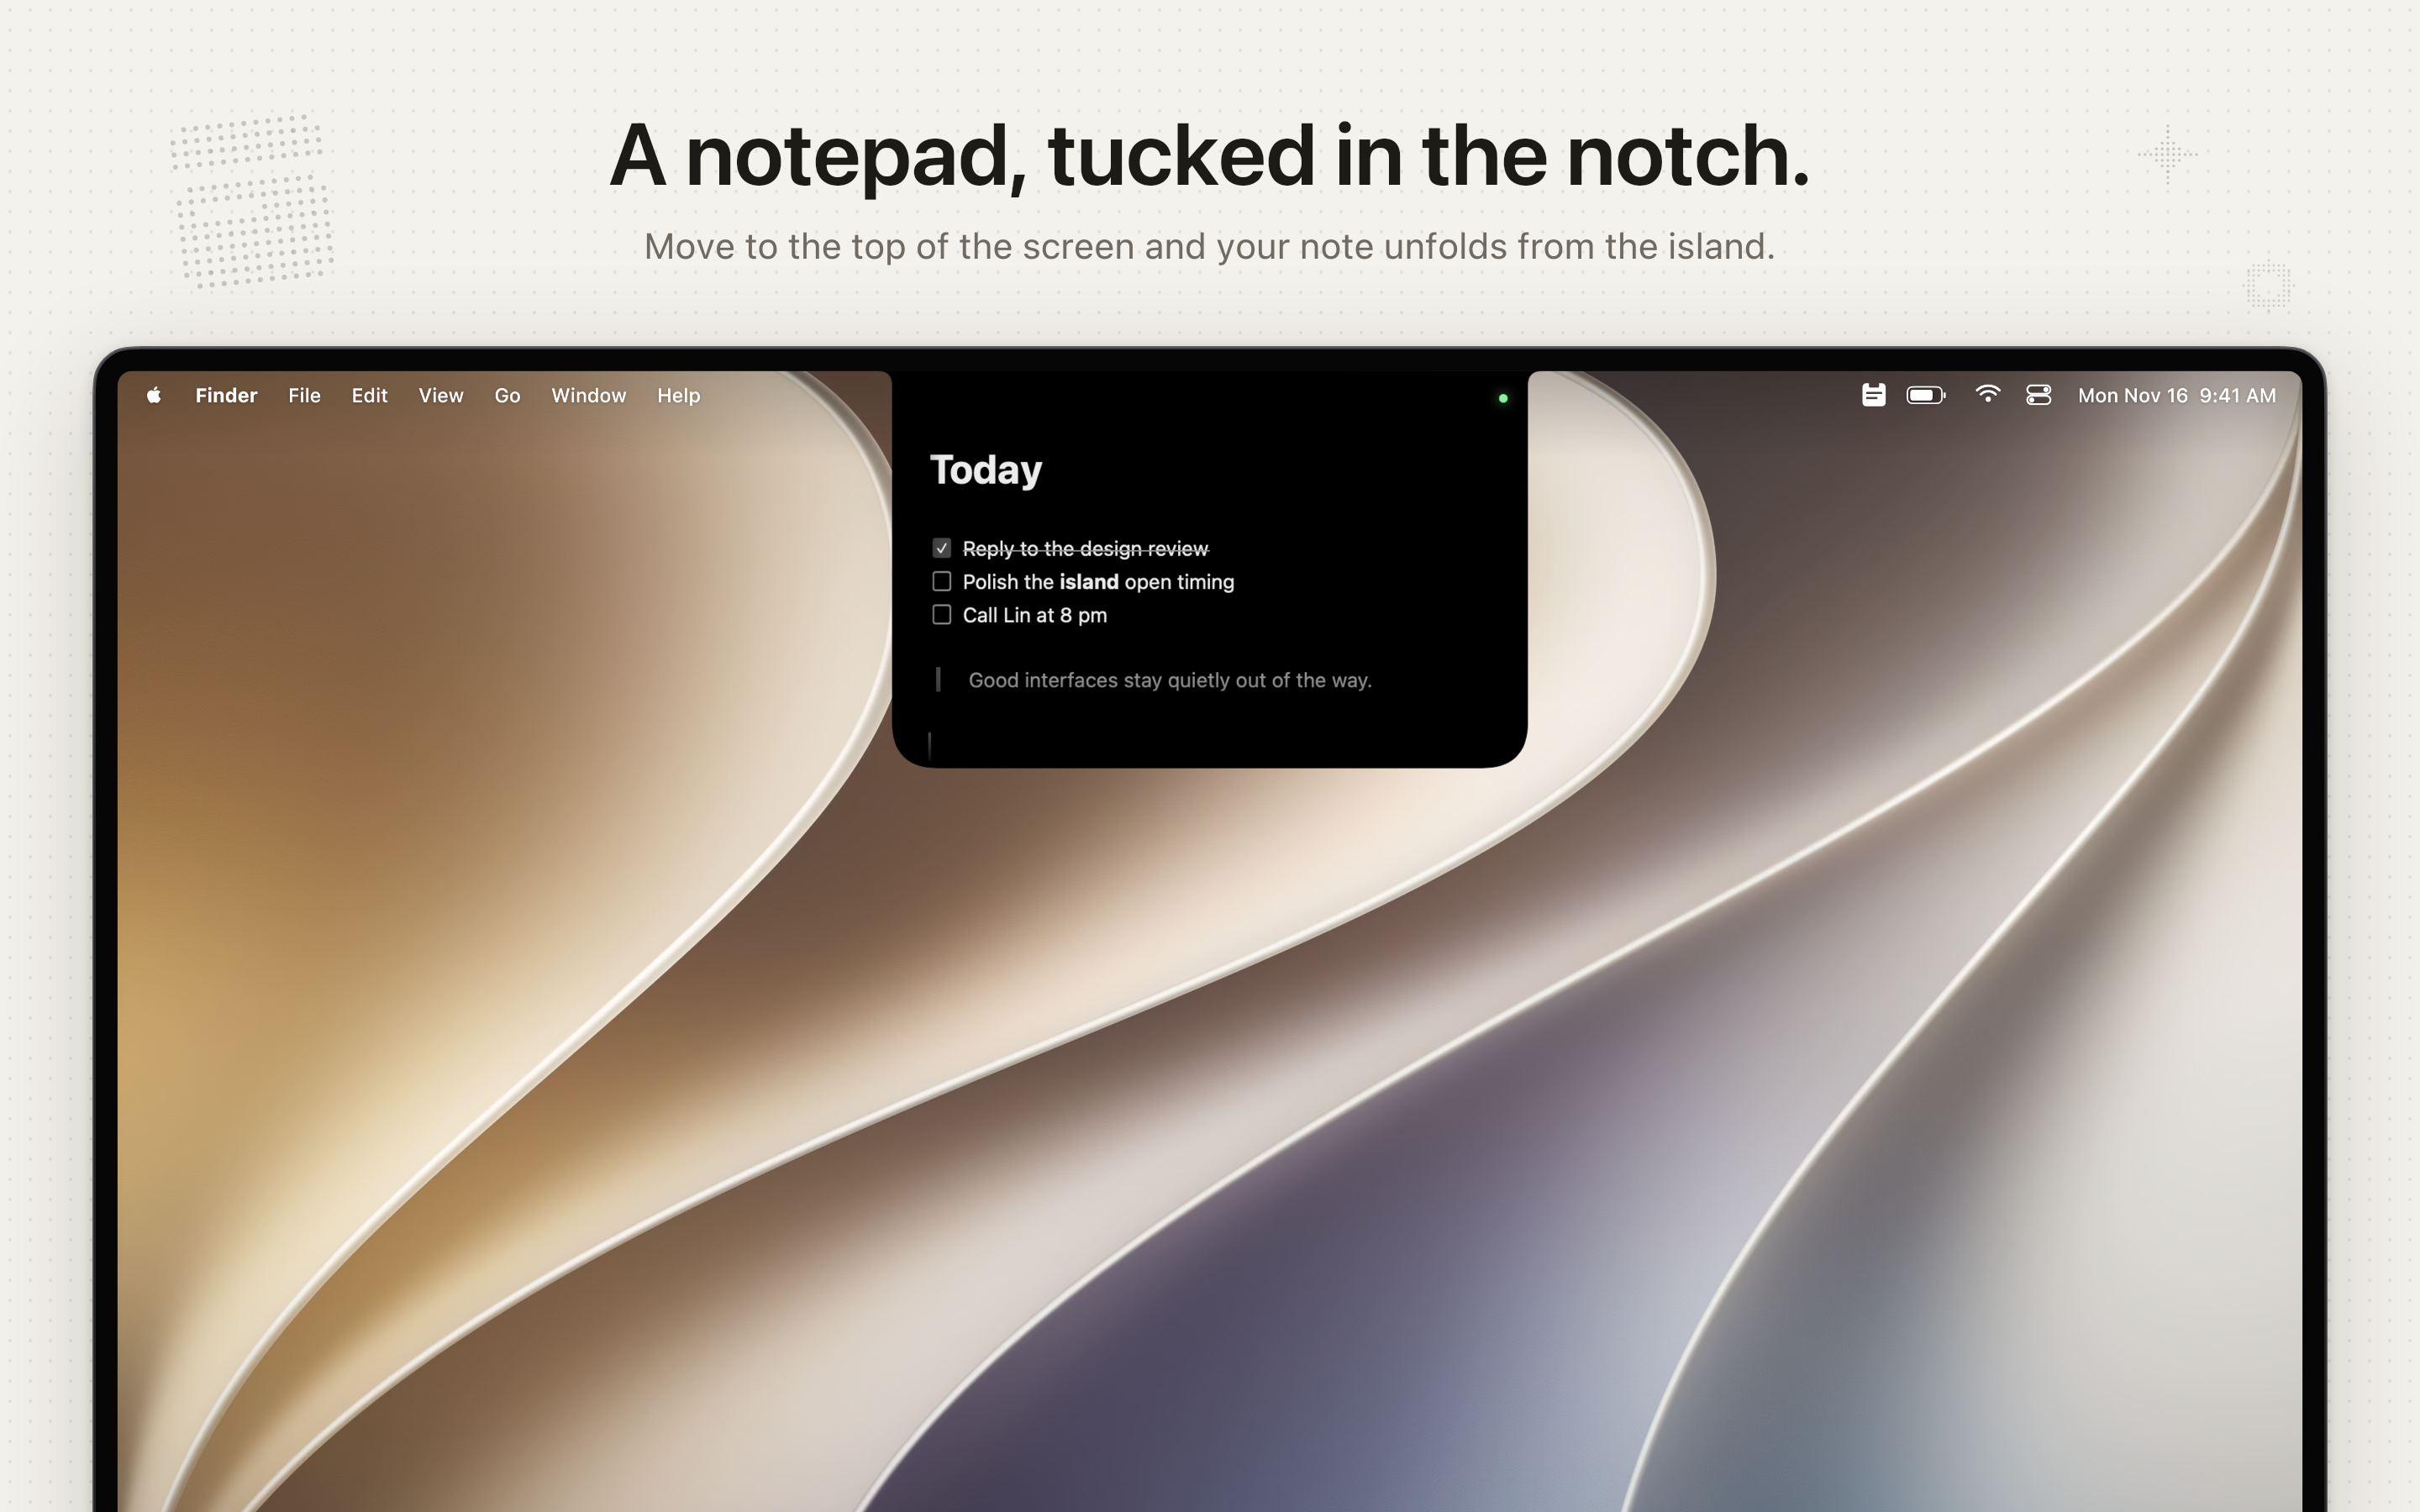 A notepad, tucked in the notch.
Move to the top of the screen and your note unfolds from the island.
Finder File Edit View Go Window Help
Mon Nov 16 9:41 AM
Today
Reply to the design review
Polish the island open timing
Call Lin at 8 pm
Good interfaces stay quietly out of the way.